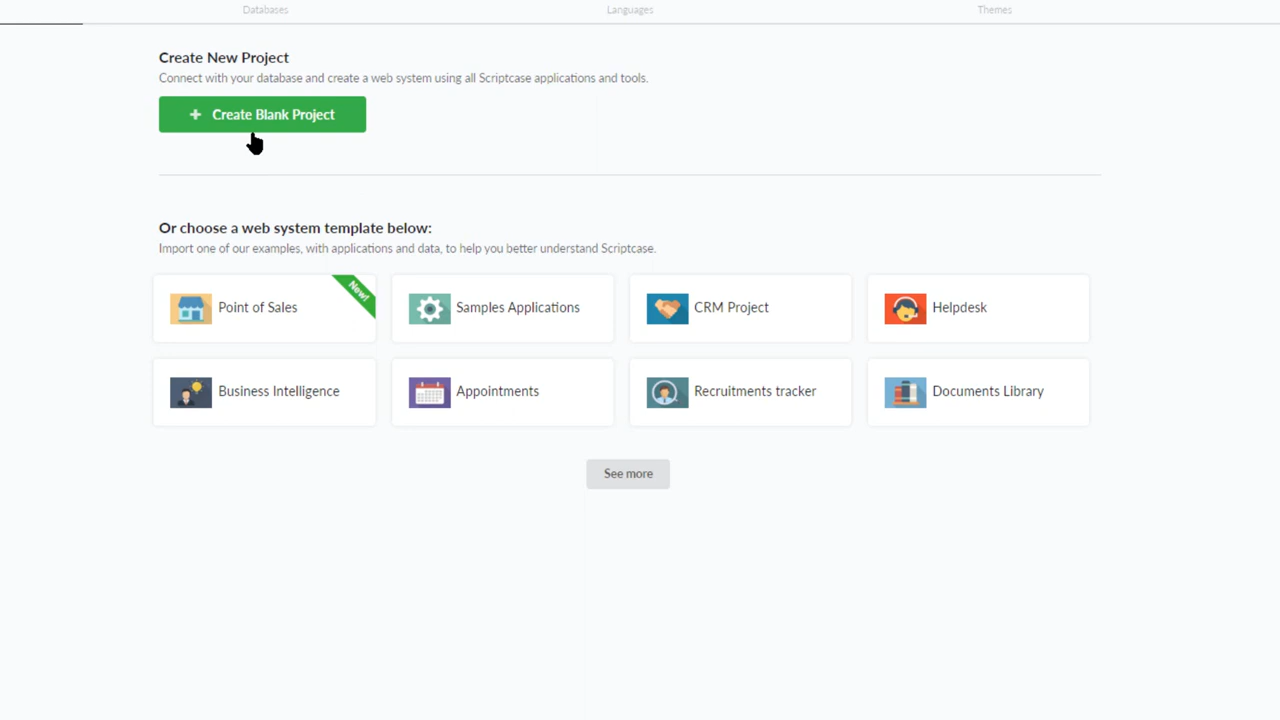 Databases Languages Themes
Create New Project
Connect with your database and create a web system using all Scriptcase applications and tools.
+ Create Blank Project
Or choose a web system template below:
Import one of our examples, with applications and data, to help you better understand Scriptcase.
Point of Sales
New!
Samples Applications
CRM Project
Helpdesk
Business Intelligence
Appointments
Recruitments tracker
Documents Library
See more